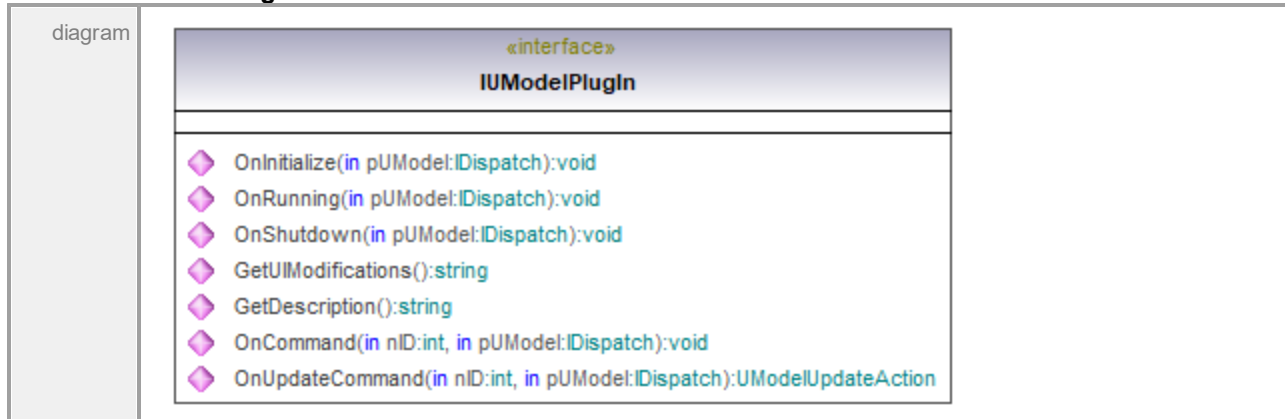 diagram
«interface»
IUModelPlugIn
OnInitialize(in pUModel:IDispatch):void
OnRunning(in pUModel:IDispatch):void
OnShutdown(in pUModel:IDispatch):void
GetUIModifications():string
GetDescription():string
OnCommand(in nID:int, in pUModel:IDispatch):void
OnUpdateCommand(in nID:int, in pUModel:IDispatch):UModelUpdateAction